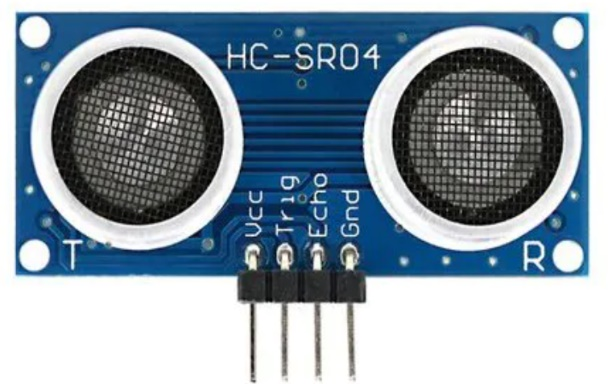 HC-SR04
Vcc
Trig
Echo
Gnd
T
R